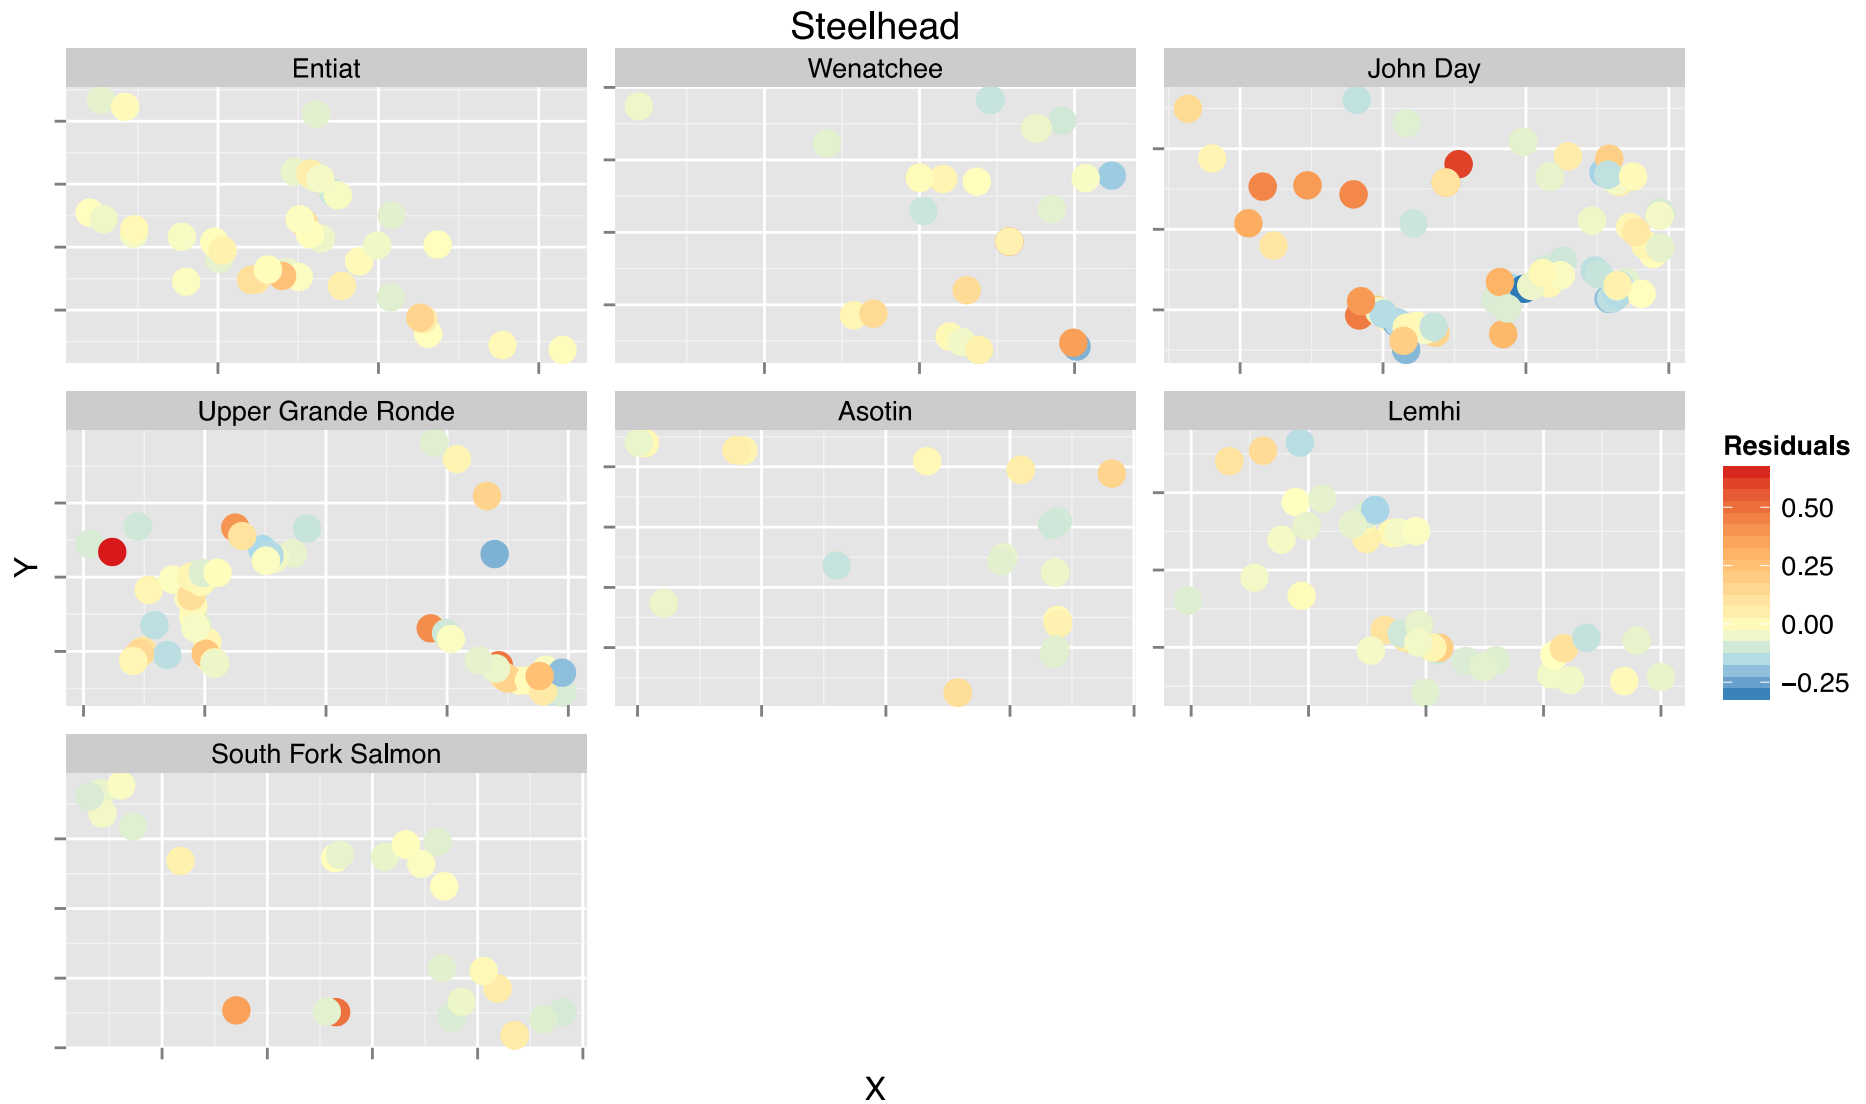 Steelhead
Entiat
Wenatchee
John Day
Upper Grande Ronde
Asotin
Lemhi
Residuals
0.50
0.25
0.00
−0.25
Y
South Fork Salmon
X